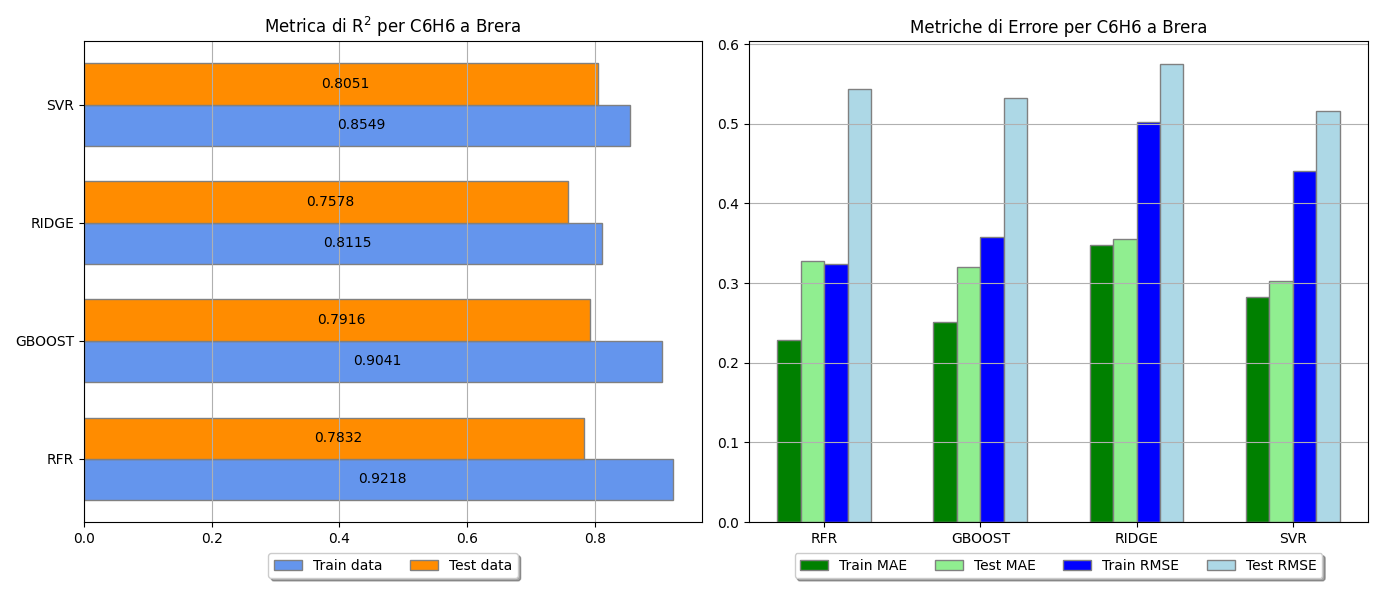 Metrica di R² per C6H6 a Brera
SVR
0.8051
0.8549
RIDGE
0.7578
0.8115
GBOOST
0.7916
0.9041
RFR
0.7832
0.9218
0.0 0.2 0.4 0.6 0.8
Train data Test data
Metriche di Errore per C6H6 a Brera
0.6
0.5
0.4
0.3
0.2
0.1
0.0
RFR GBOOST RIDGE SVR
Train MAE Test MAE Train RMSE Test RMSE